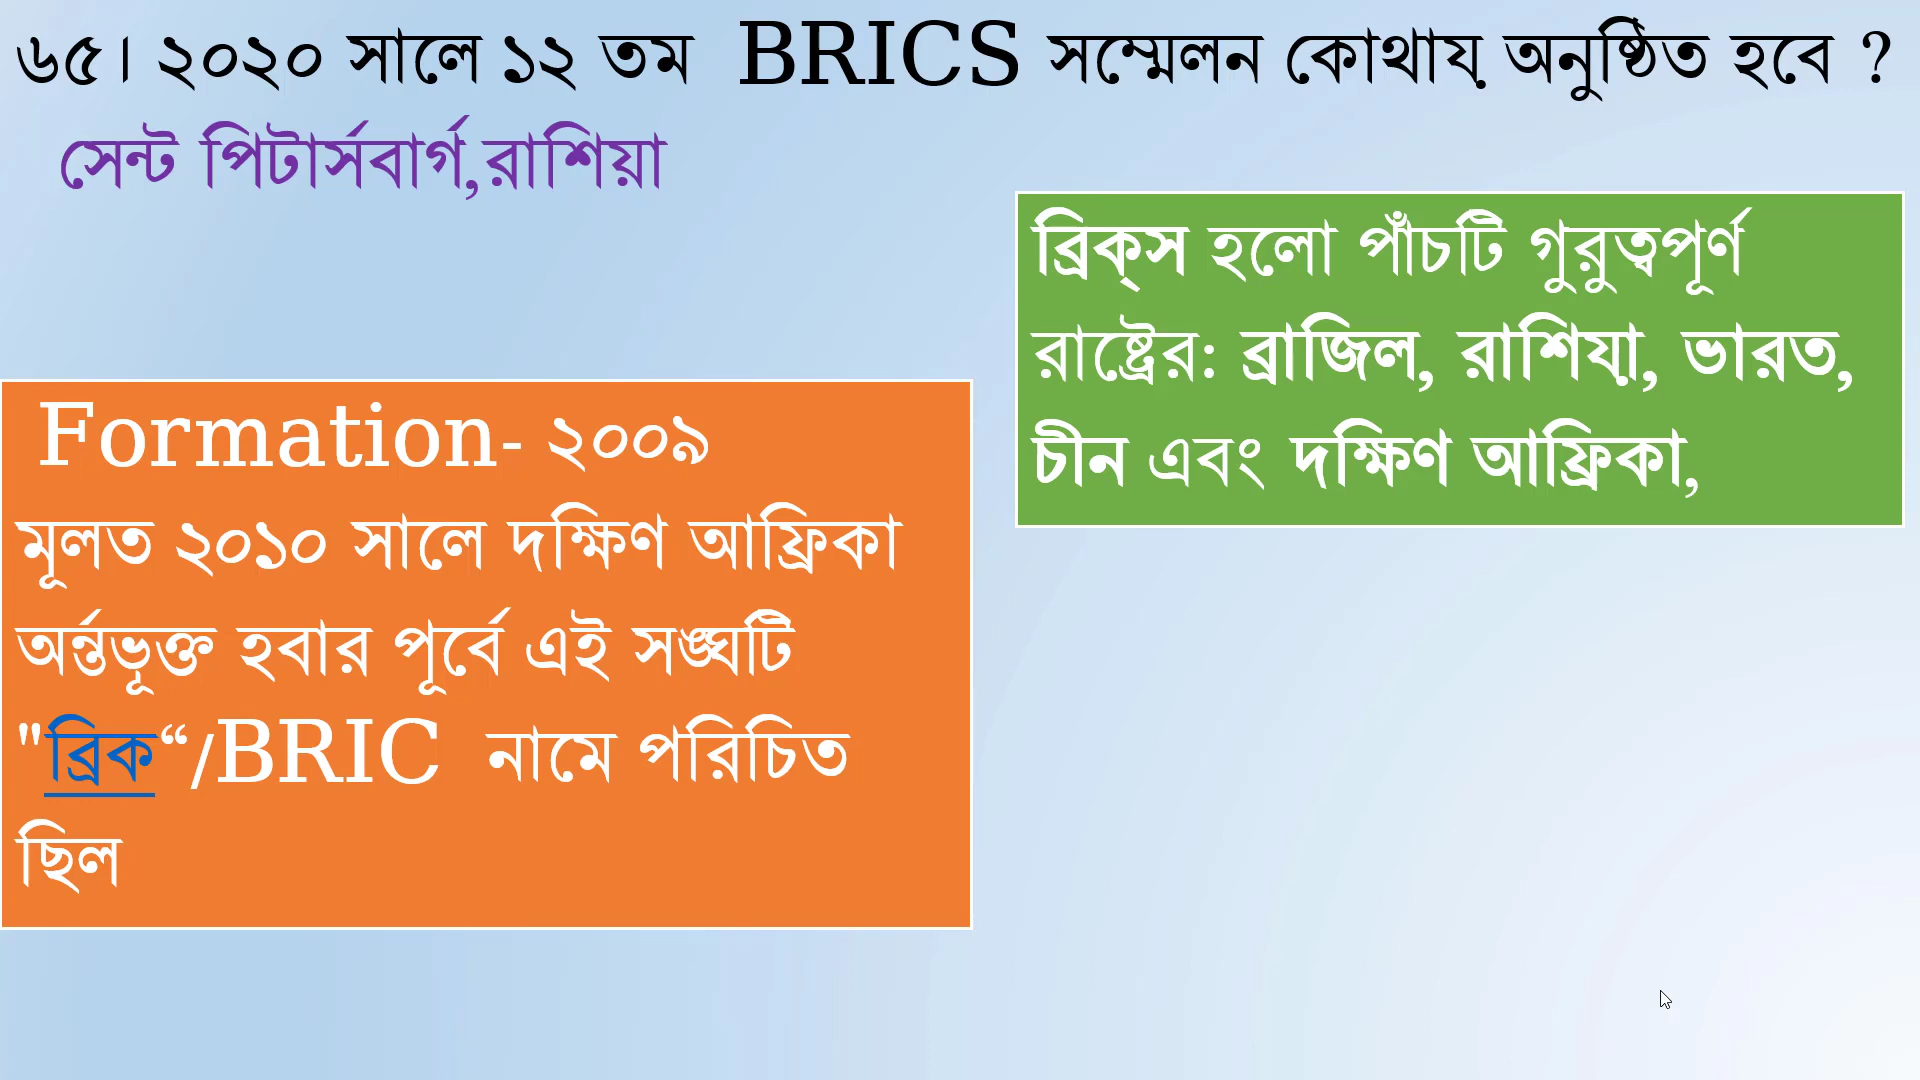 ৬৫। ২০২০ সালে ১২ তম BRICS সম্মেলন কোথায় অনুষ্ঠিত হবে ?
সেন্ট পিটার্সবার্গ,রাশিয়া
ব্রিক্‌স হলো পাঁচটি গুরুত্বপূর্ণ
রাষ্ট্রের: ব্রাজিল, রাশিয়া, ভারত,
চীন এবং দক্ষিণ আফ্রিকা,
Formation- ২০০৯
মূলত ২০১০ সালে দক্ষিণ আফ্রিকা
অর্ন্তভূক্ত হবার পূর্বে এই সঙ্ঘটি
"ব্রিক“/BRIC নামে পরিচিত
ছিল